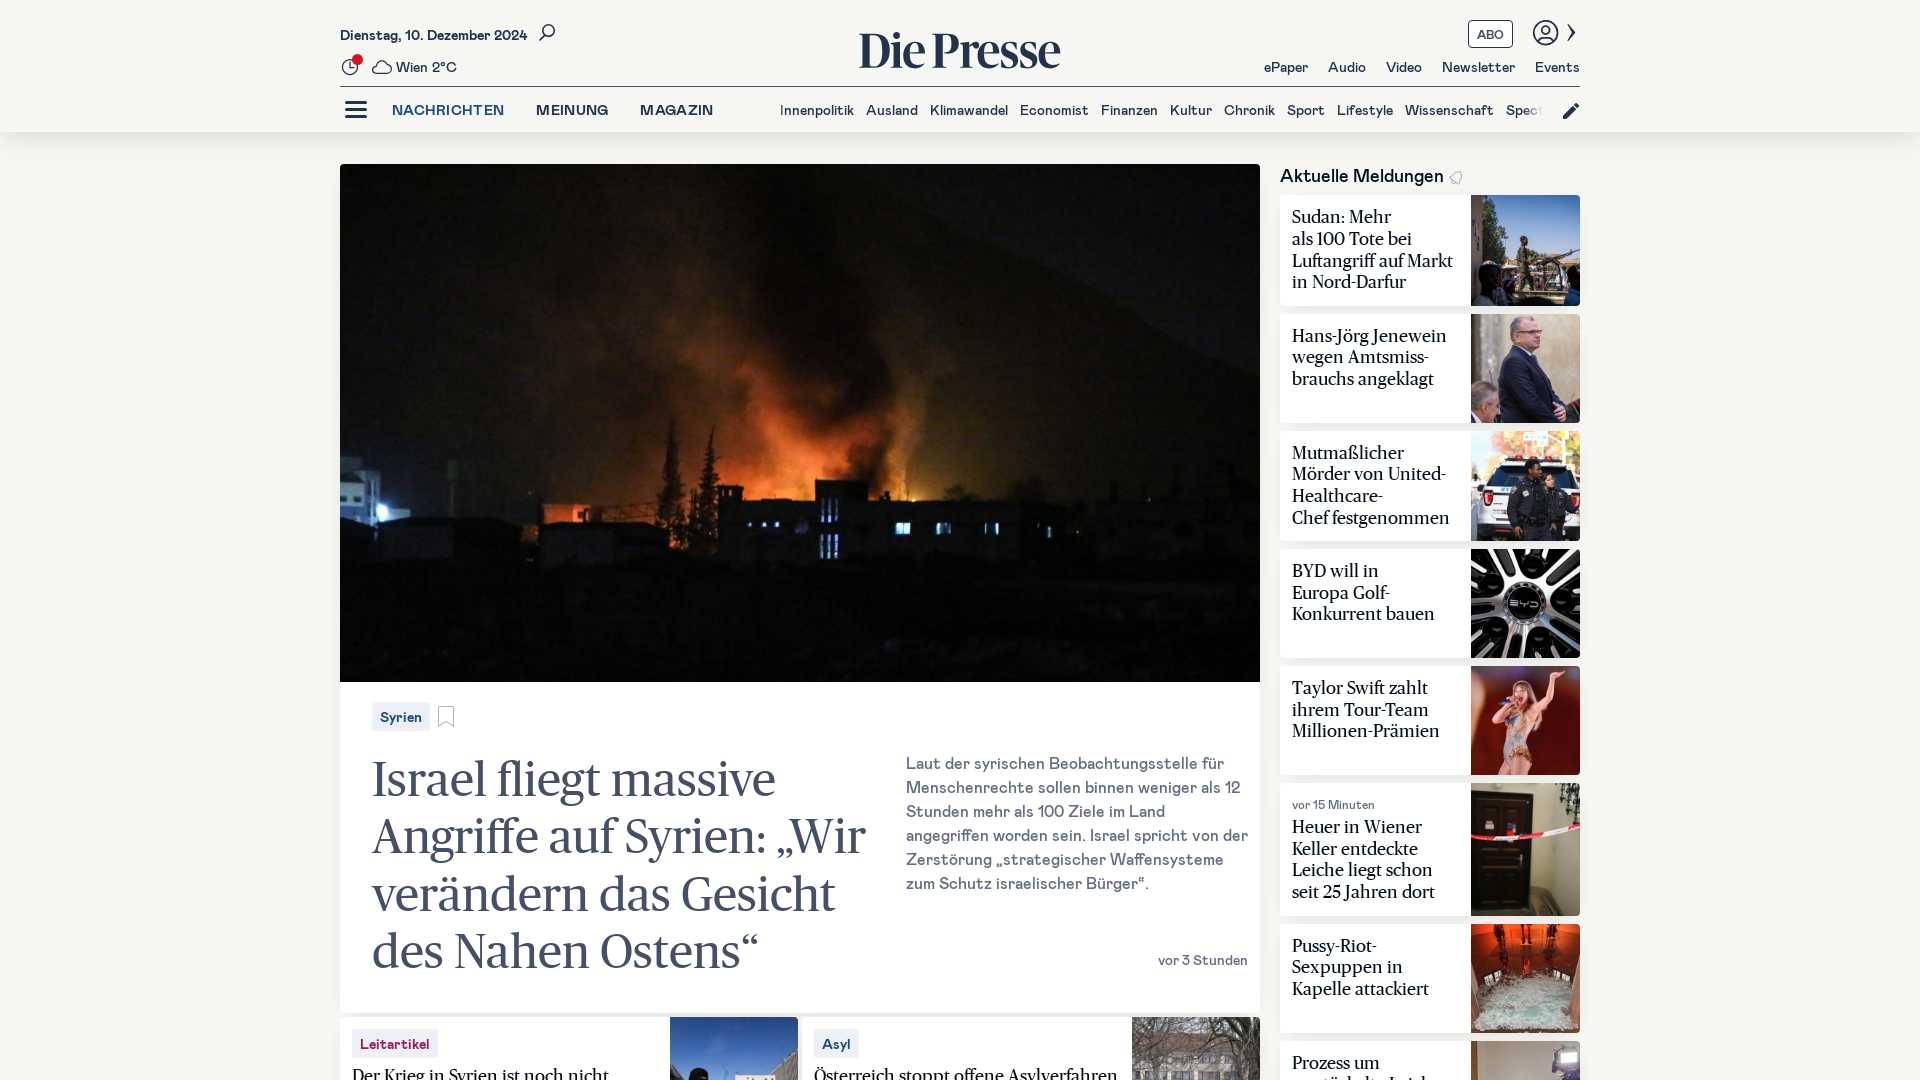 Dienstag, 10. Dezember 2024
Wien 2°C
Die Presse
ABO
ePaper Audio Video Newsletter Events
NACHRICHTEN MEINUNG MAGAZIN
Innenpolitik Ausland Klimawandel Economist Finanzen Kultur Chronik Sport Lifestyle Wissenschaft Spect
Syrien
Israel fliegt massive
Angriffe auf Syrien: „Wir
verändern das Gesicht
des Nahen Ostens“
Laut der syrischen Beobachtungsstelle für
Menschenrechte sollen binnen weniger als 12
Stunden mehr als 100 Ziele im Land
angegriffen worden sein. Israel spricht von der
Zerstörung „strategischer Waffensysteme
zum Schutz israelischer Bürger“.
vor 3 Stunden
Leitartikel
Der Krieg in Syrien ist noch nicht
Asyl
Österreich stoppt offene Asylverfahren
Aktuelle Meldungen
Sudan: Mehr
als 100 Tote bei
Luftangriff auf Markt
in Nord-Darfur
Hans-Jörg Jenewein
wegen Amtsmiss-
brauchs angeklagt
Mutmaßlicher
Mörder von United-
Healthcare-
Chef festgenommen
BYD will in
Europa Golf-
Konkurrent bauen
BYD
Taylor Swift zahlt
ihrem Tour-Team
Millionen-Prämien
vor 15 Minuten
Heuer in Wiener
Keller entdeckte
Leiche liegt schon
seit 25 Jahren dort
Pussy-Riot-
Sexpuppen in
Kapelle attackiert
Prozess um